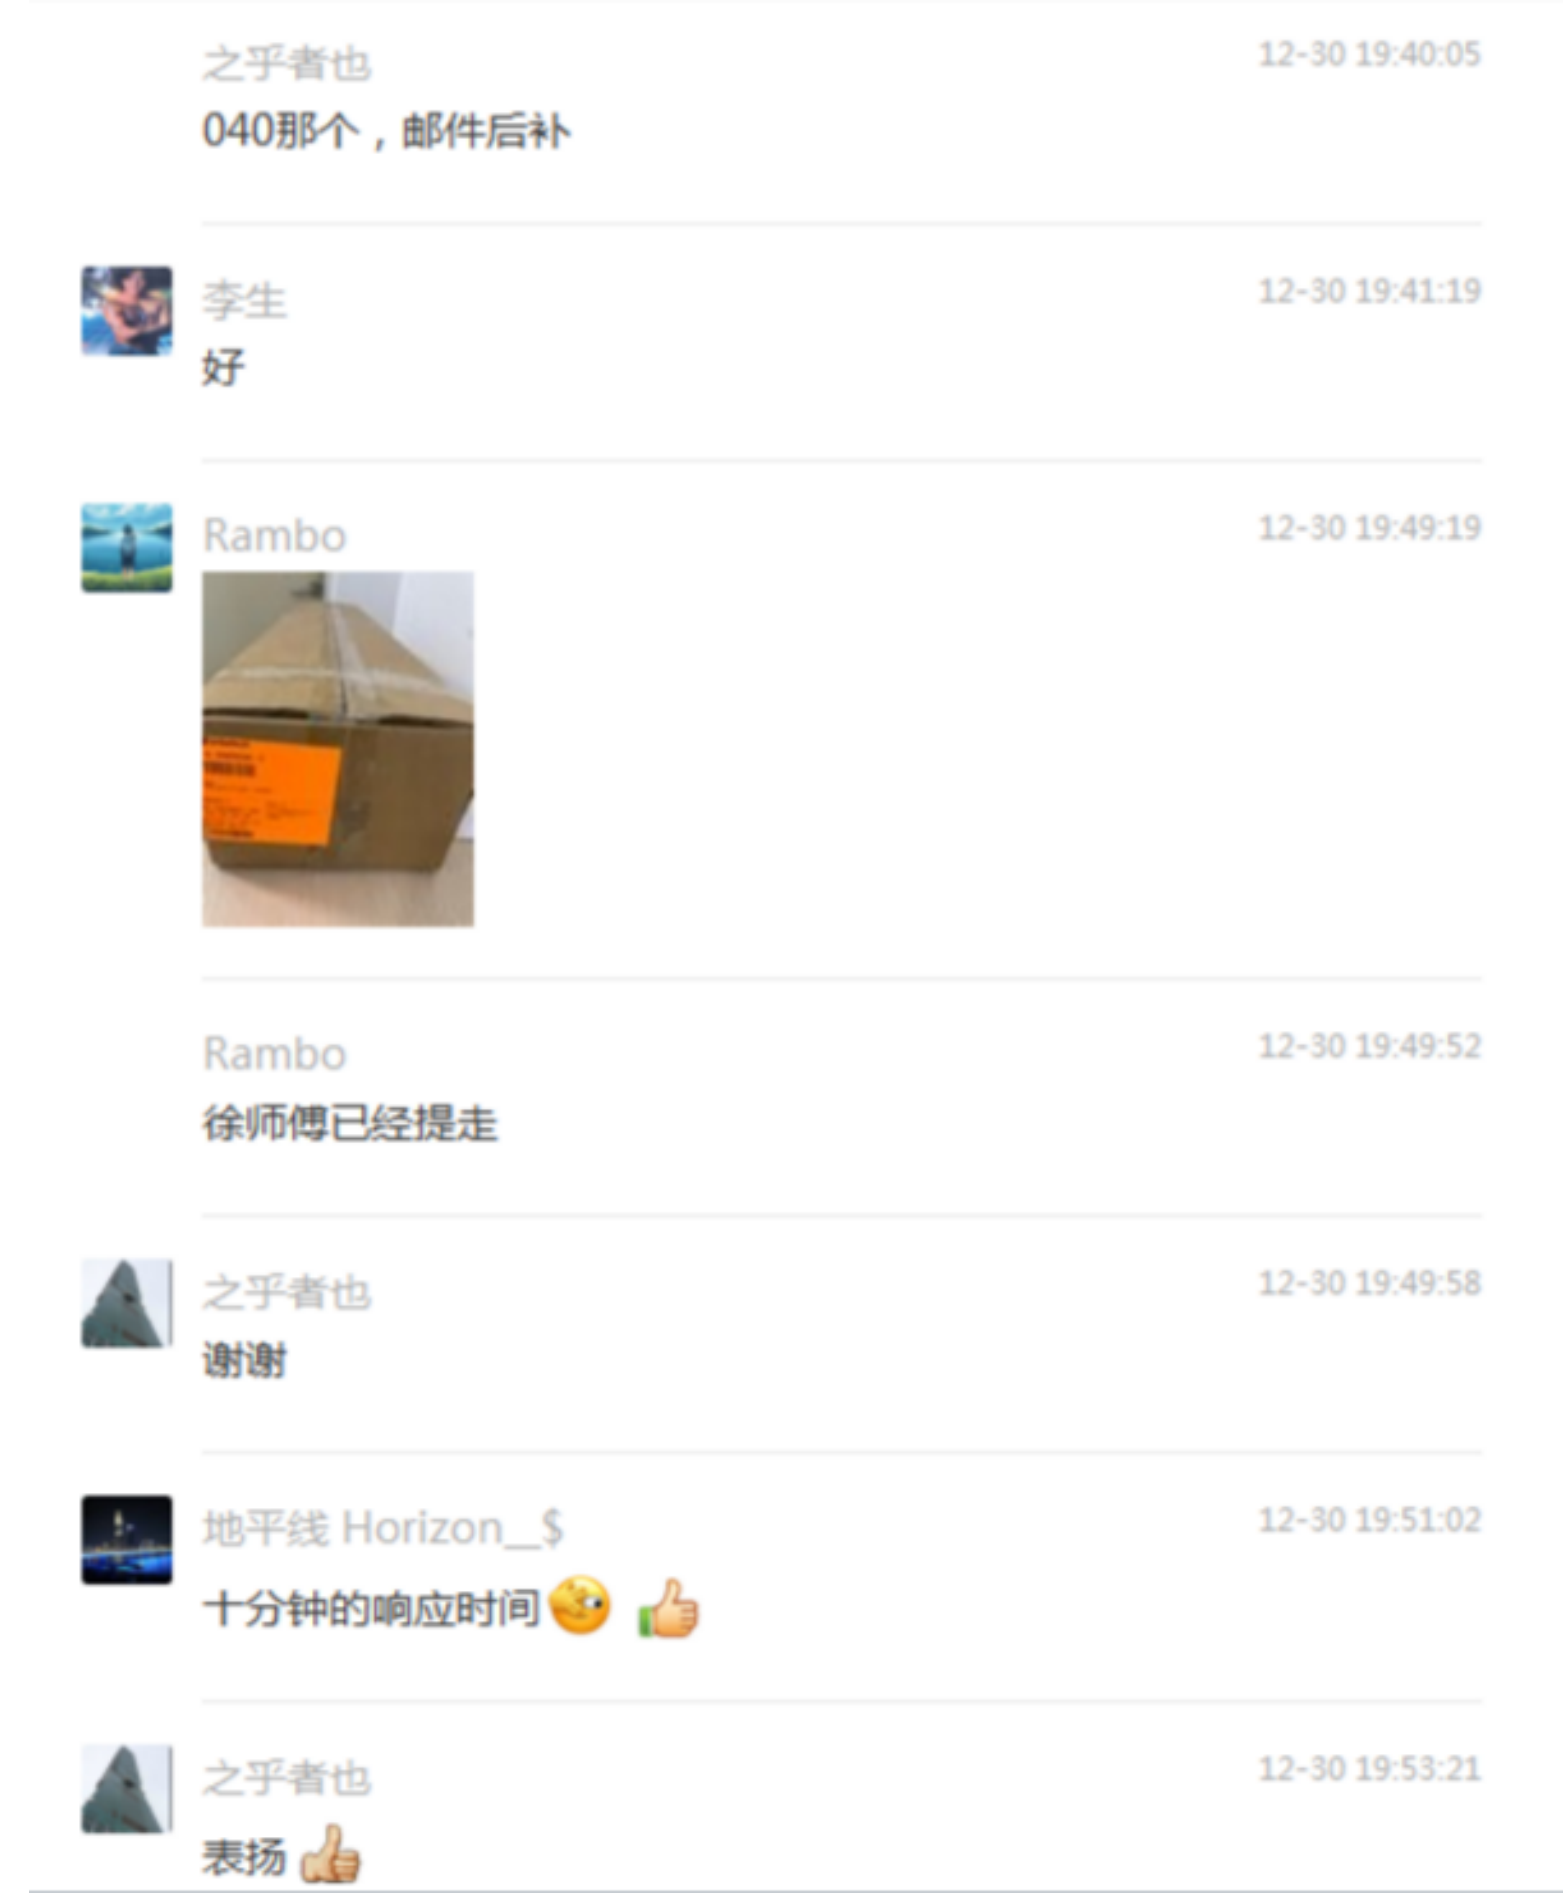 之乎者也
12-30 19:40:05
040那个，邮件后补
李生
12-30 19:41:19
好
Rambo
12-30 19:49:19
Rambo
12-30 19:49:52
徐师傅已经提走
之乎者也
12-30 19:49:58
谢谢
地平线 Horizon__$
12-30 19:51:02
十分钟的响应时间
之乎者也
12-30 19:53:21
表扬